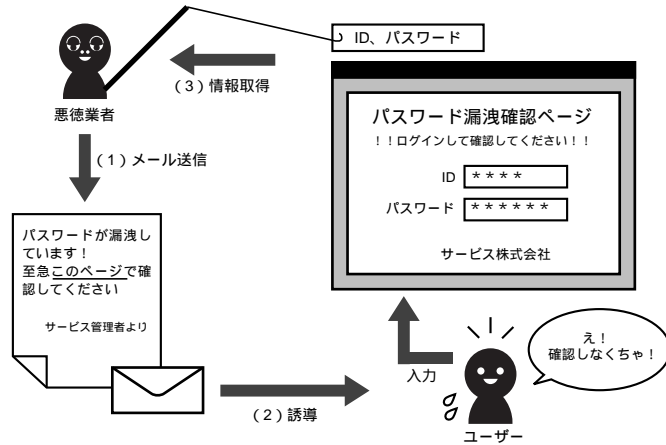 ID、パスワード
(3)情報取得
悪徳業者
(1)メール送信
パスワードが漏洩し
ています!
至急このページで確
認してください
サービス管理者より
パスワード漏洩確認ページ
!!ログインして確認してください!!
ID ****
パスワード ******
サービス株式会社
(2)誘導
入力
え!
確認しなくちゃ!
ユーザー